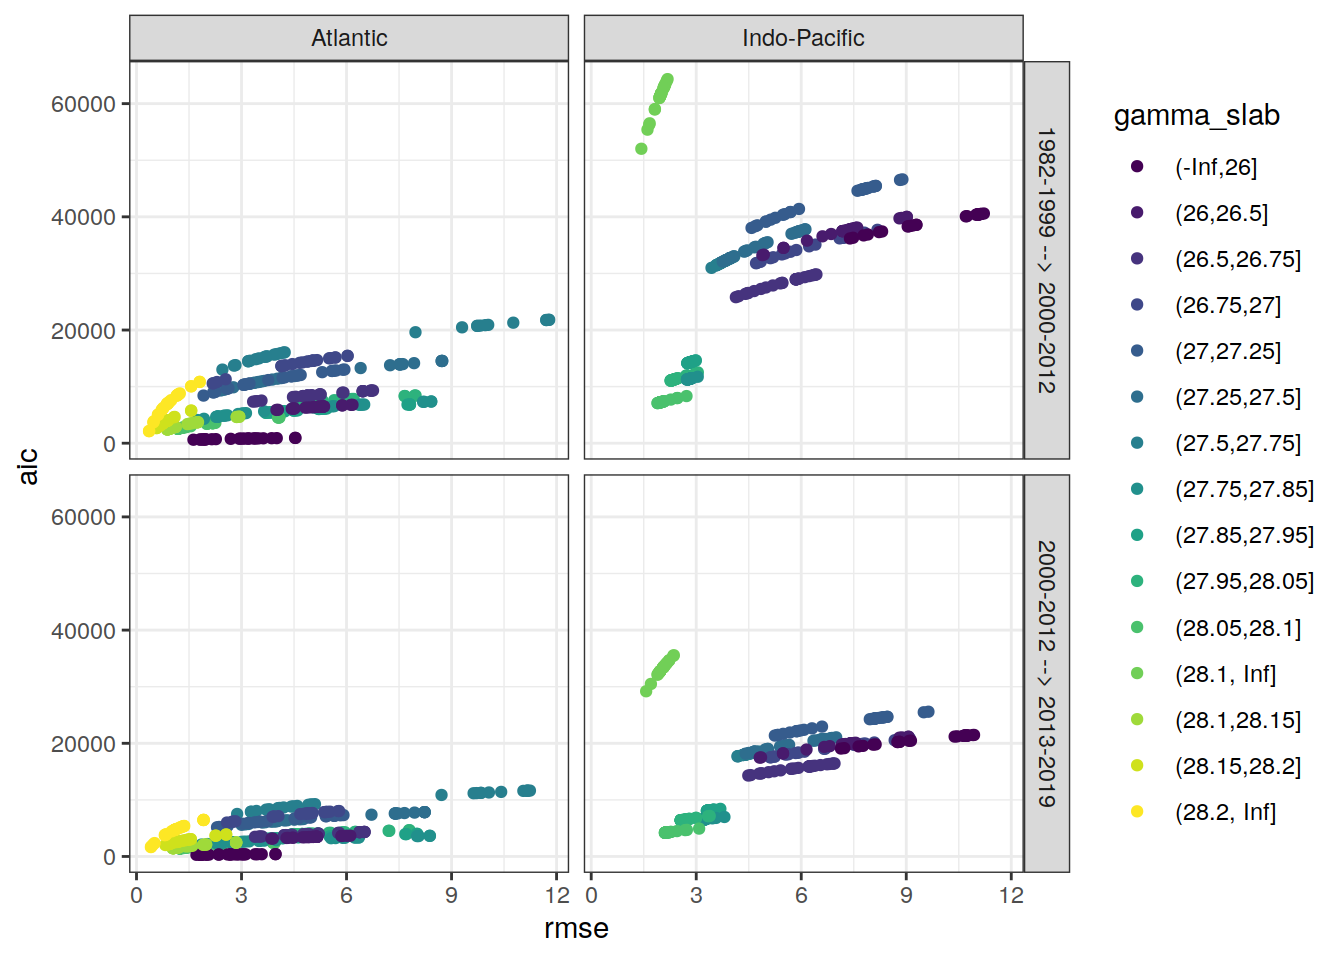 Atlantic
Indo-Pacific
60000
40000
20000
0
1982-1999 --> 2000-2012
60000
40000
20000
0
2000-2012 --> 2013-2019
aic
0 3 6 9 12
0 3 6 9 12
rmse
gamma_slab
(-Inf,26]
(26,26.5]
(26.5,26.75]
(26.75,27]
(27,27.25]
(27.25,27.5]
(27.5,27.75]
(27.75,27.85]
(27.85,27.95]
(27.95,28.05]
(28.05,28.1]
(28.1, Inf]
(28.1,28.15]
(28.15,28.2]
(28.2, Inf]